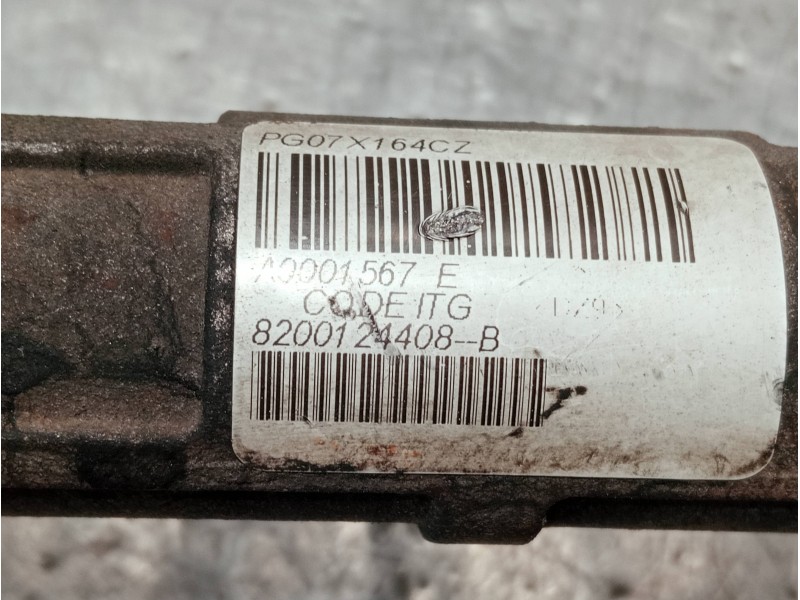 PG07X164CZ
A0001567 E
CODE ITG
8200124408--B